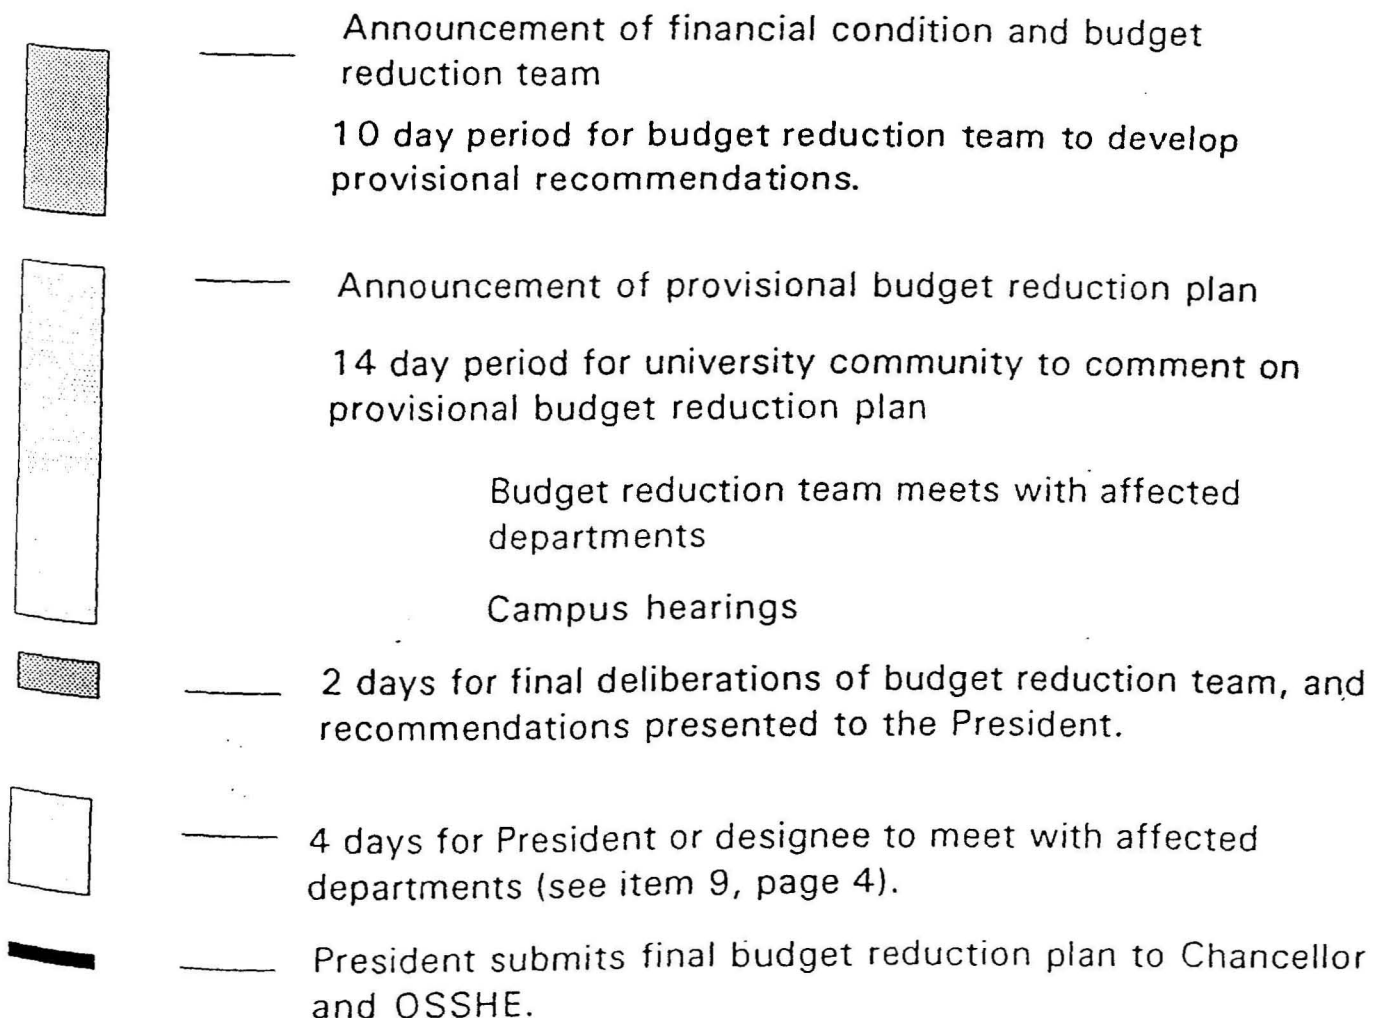 Announcement of financial condition and budget
reduction team
10 day period for budget reduction team to develop
provisional recommendations.
Announcement of provisional budget reduction plan
14 day period for university community to comment on
provisional budget reduction plan
Budget reduction team meets with affected
departments
Campus hearings
2 days for final deliberations of budget reduction team, and
recommendations presented to the President.
4 days for President or designee to meet with affected
departments (see item 9, page 4).
President submits final budget reduction plan to Chancellor
and OSSHE.